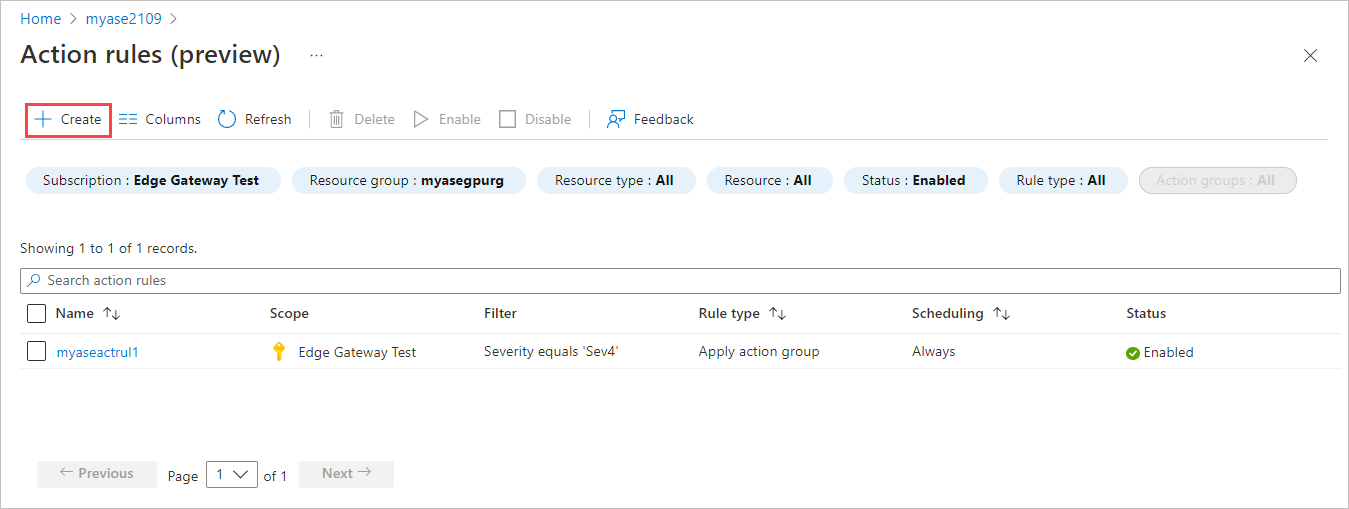 Home > myase2109 >
Action rules (preview) ...
Create Columns Refresh Delete Enable Disable Feedback
Subscription : Edge Gateway Test Resource group : myasegpurg Resource type : All Resource : All Status : Enabled Rule type : All Action groups : All
Showing 1 to 1 of 1 records.
Search action rules
Name Scope Filter Rule type Scheduling Status
myaseactrul1 Edge Gateway Test Severity equals 'Sev4' Apply action group Always Enabled
← Previous Page 1 of 1 Next →